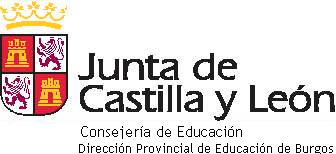 Junta de
Castilla y León
Consejería de Educación
Dirección Provincial de Educación de Burgos